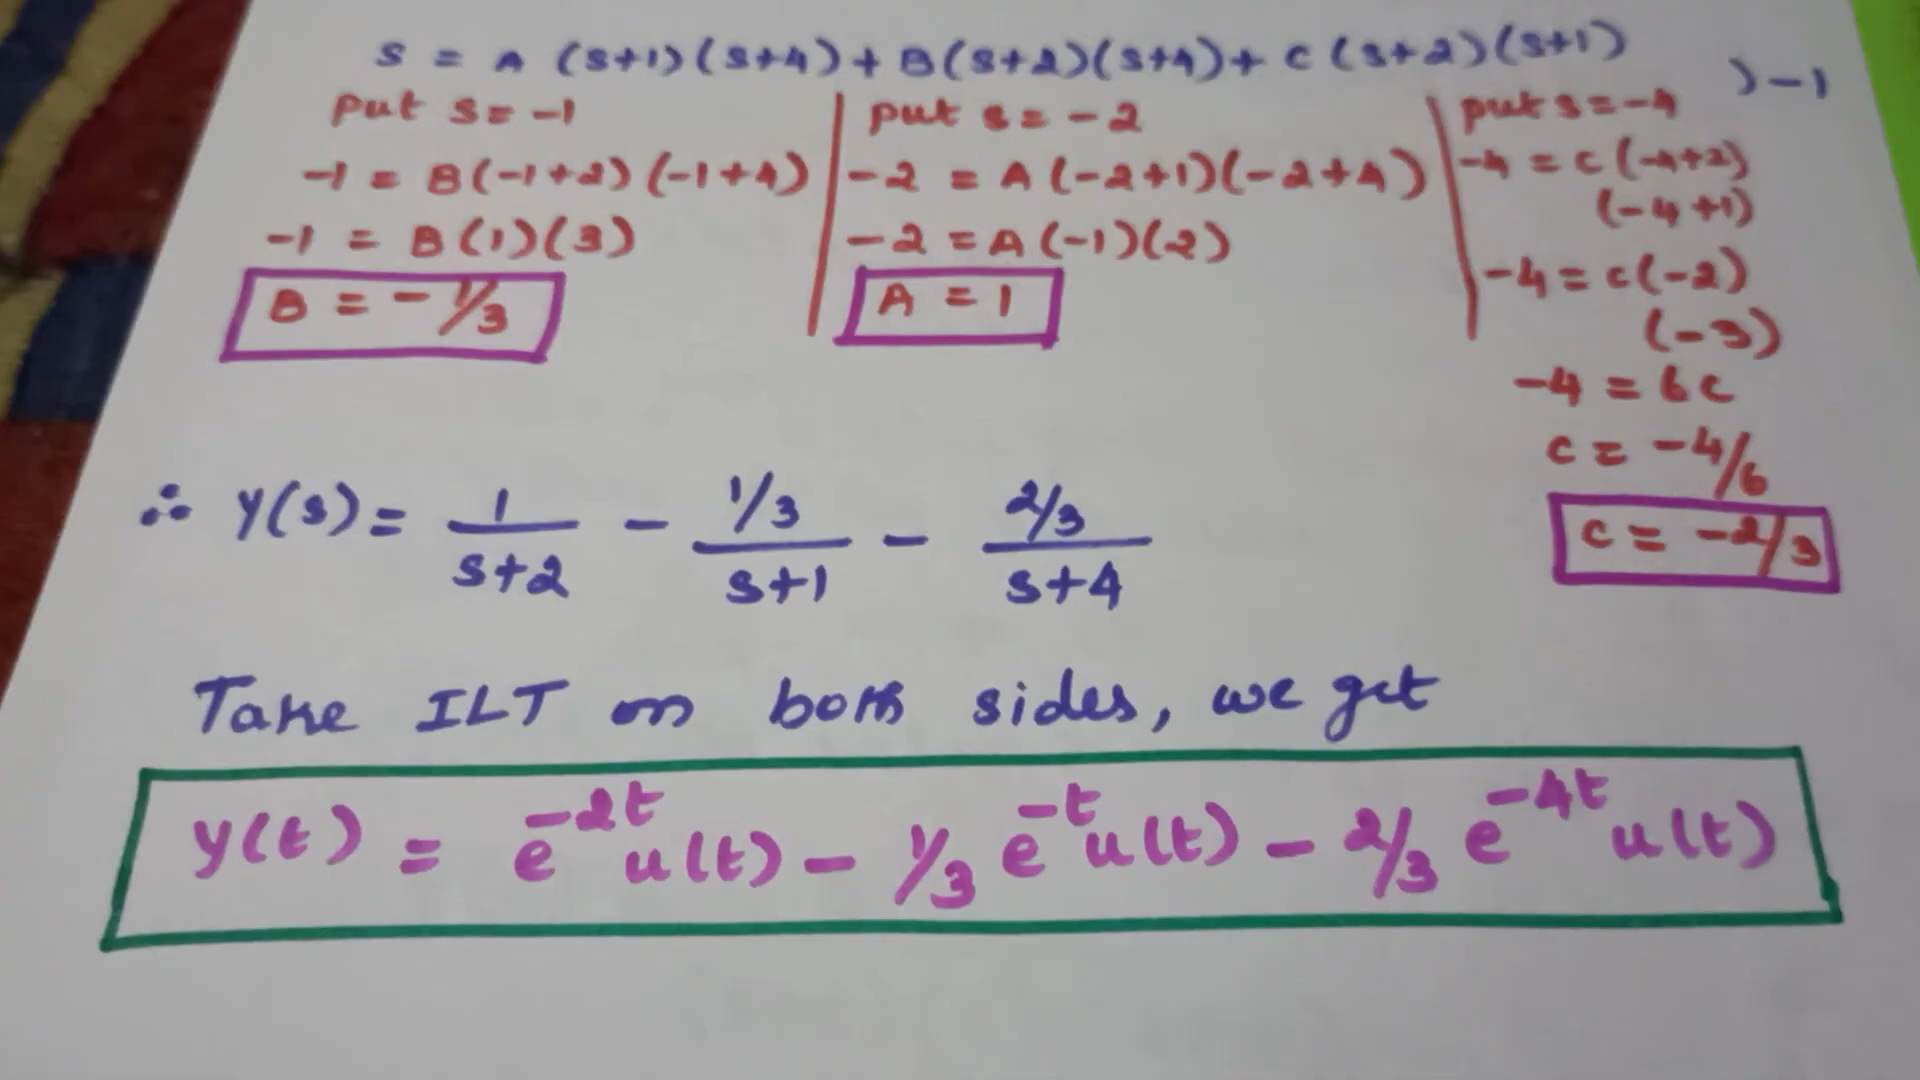 s = A (s+1)(s+4)+ B(s+2)(s+4)+ C (s+2)(s+1)
)-1
put s = -1
-1 = B(-1+2)(-1+4)
-1 = B(1)(3)
B = -1/3
put s = -2
-2 = A(-2+1)(-2+4)
-2 = A(-1)(2)
A = 1
put s = -4
-4 = C(-4+2)
(-4+1)
-4 = C(-2)
(-3)
-4 = 6C
C = -4/6
C = -2/3
∴ Y(s) = 1/(s+2) - (1/3)/(s+1) - (2/3)/(s+4)
Take ILT on both sides, we get
y(t) = e^{-2t} u(t) - 1/3 e^{-t} u(t) - 2/3 e^{-4t} u(t)